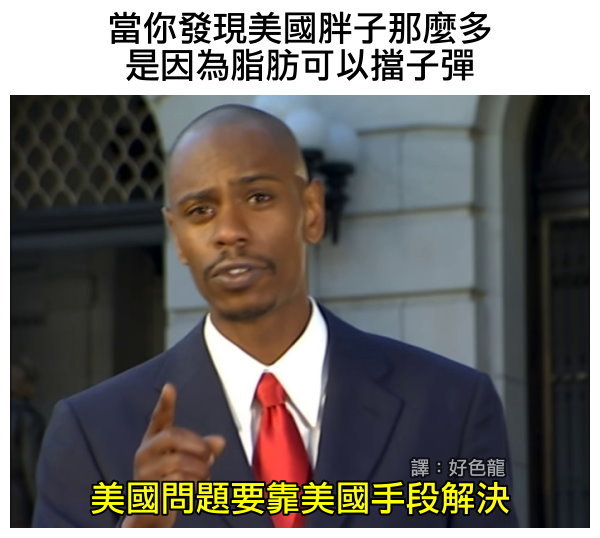 當你發現美國胖子那麼多
是因為脂肪可以擋子彈
譯：好色龍
美國問題要靠美國手段解決